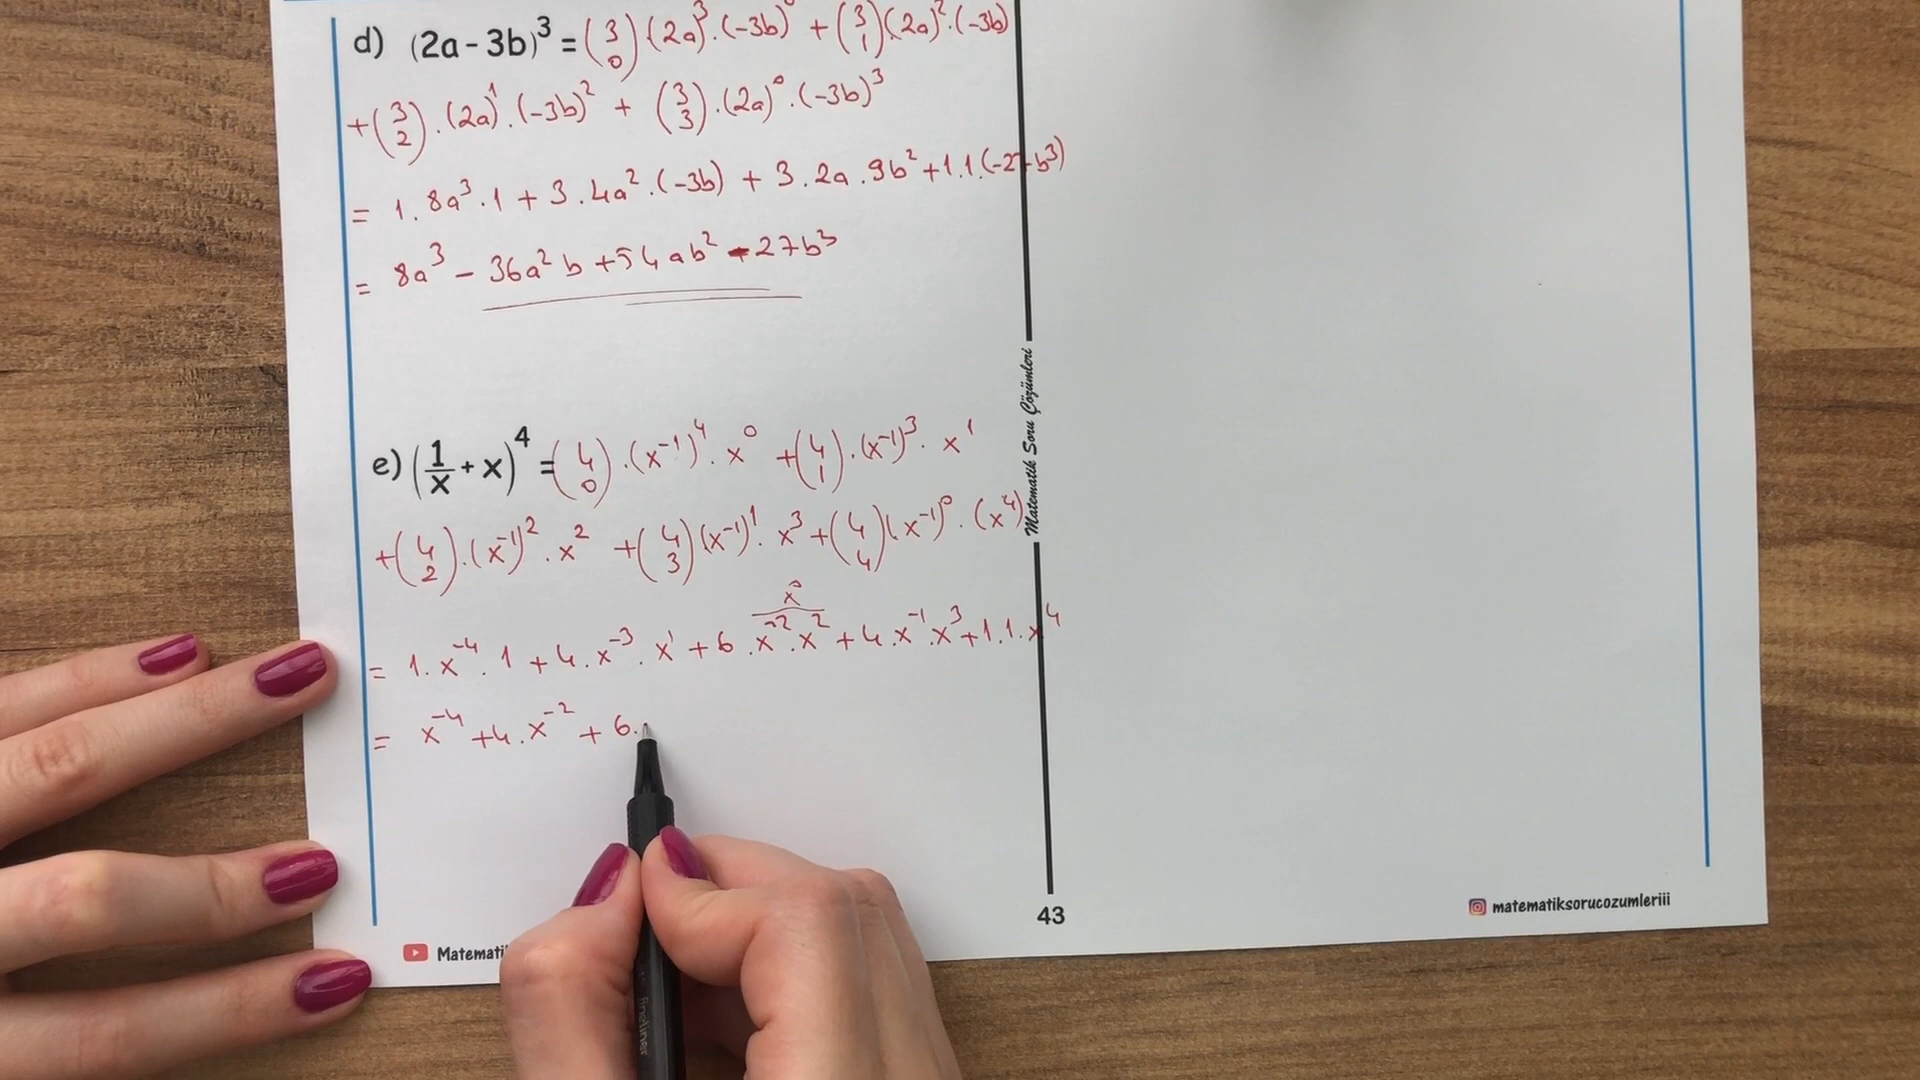 d) (2a - 3b)³ = (3 0) (2a)³ . (-3b)⁰ + (3 1) (2a)² . (-3b)
+ (3 2) . (2a)¹ . (-3b)² + (3 3) . (2a)⁰ . (-3b)³
= 1 . 8a³ . 1 + 3 . 4a² . (-3b) + 3 . 2a . 9b² + 1 . 1 . (-27b³)
= 8a³ - 36a²b + 54ab² - 27b³
e) (1/x + x)⁴ = (4 0) . (x⁻¹)⁴ . x⁰ + (4 1) . (x⁻¹)³ . x¹
+ (4 2) . (x⁻¹)² . x² + (4 3) (x⁻¹)¹ . x³ + (4 4) (x⁻¹)⁰ . (x⁴)
x⁰
= 1 . x⁻⁴ . 1 + 4 . x⁻³ . x¹ + 6 . x⁻² . x² + 4 . x⁻¹ . x³ + 1 . 1 . x⁴
= x⁻⁴ + 4 . x⁻² + 6 .
Matematik Soru Çözümleri
43
Matemati
matematiksorucozumleriii